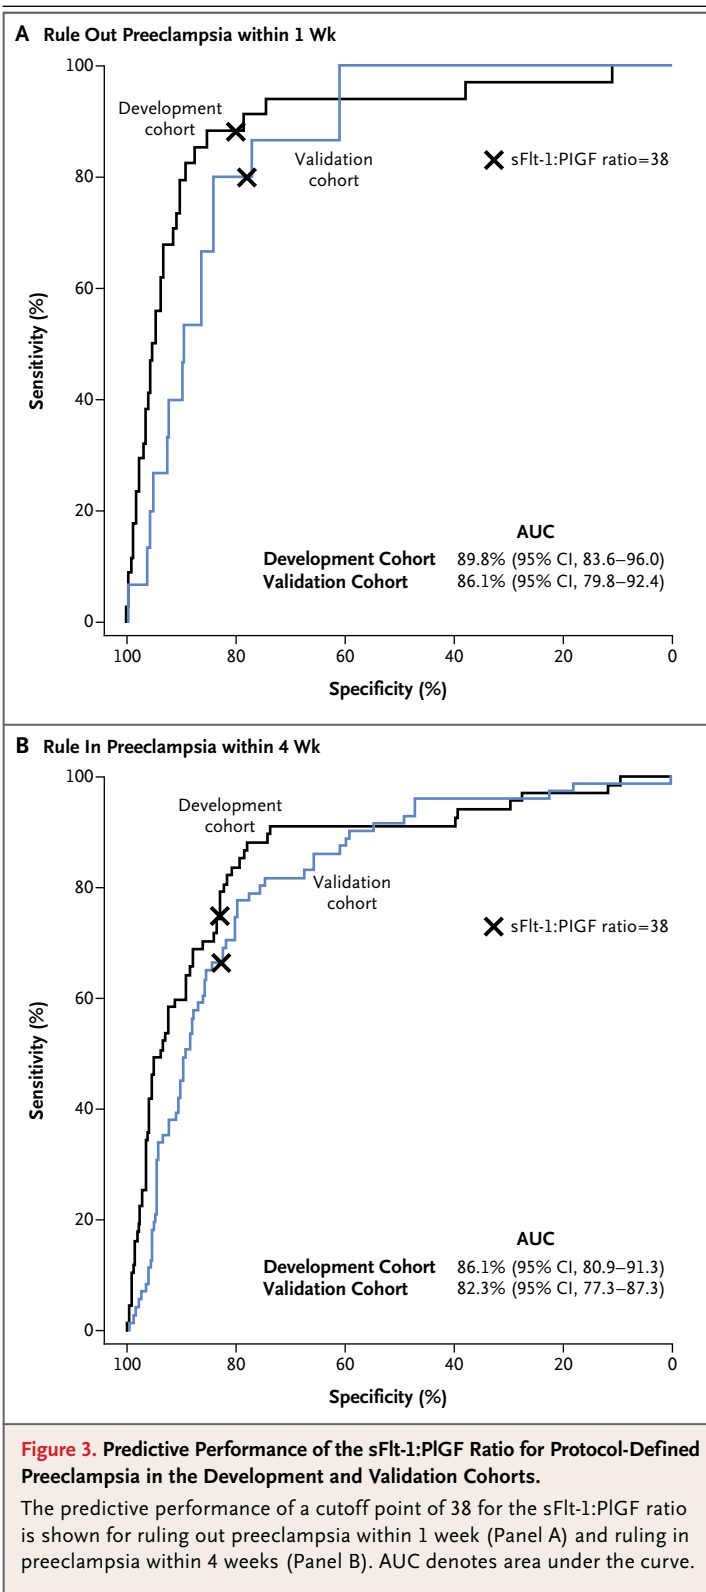 A Rule Out Preeclampsia within 1 Wk
100
80
60
40
20
0
Sensitivity (%)
Development
cohort
Validation
cohort
sFlt-1:PlGF ratio=38
AUC
Development Cohort 89.8% (95% CI, 83.6–96.0)
Validation Cohort 86.1% (95% CI, 79.8–92.4)
100 80 60 40 20 0
Specificity (%)
B Rule In Preeclampsia within 4 Wk
100
80
60
40
20
0
Sensitivity (%)
Development
cohort
Validation
cohort
sFlt-1:PlGF ratio=38
AUC
Development Cohort 86.1% (95% CI, 80.9–91.3)
Validation Cohort 82.3% (95% CI, 77.3–87.3)
100 80 60 40 20 0
Specificity (%)
Figure 3. Predictive Performance of the sFlt-1:PlGF Ratio for Protocol-Defined
Preeclampsia in the Development and Validation Cohorts.
The predictive performance of a cutoff point of 38 for the sFlt-1:PlGF ratio
is shown for ruling out preeclampsia within 1 week (Panel A) and ruling in
preeclampsia within 4 weeks (Panel B). AUC denotes area under the curve.